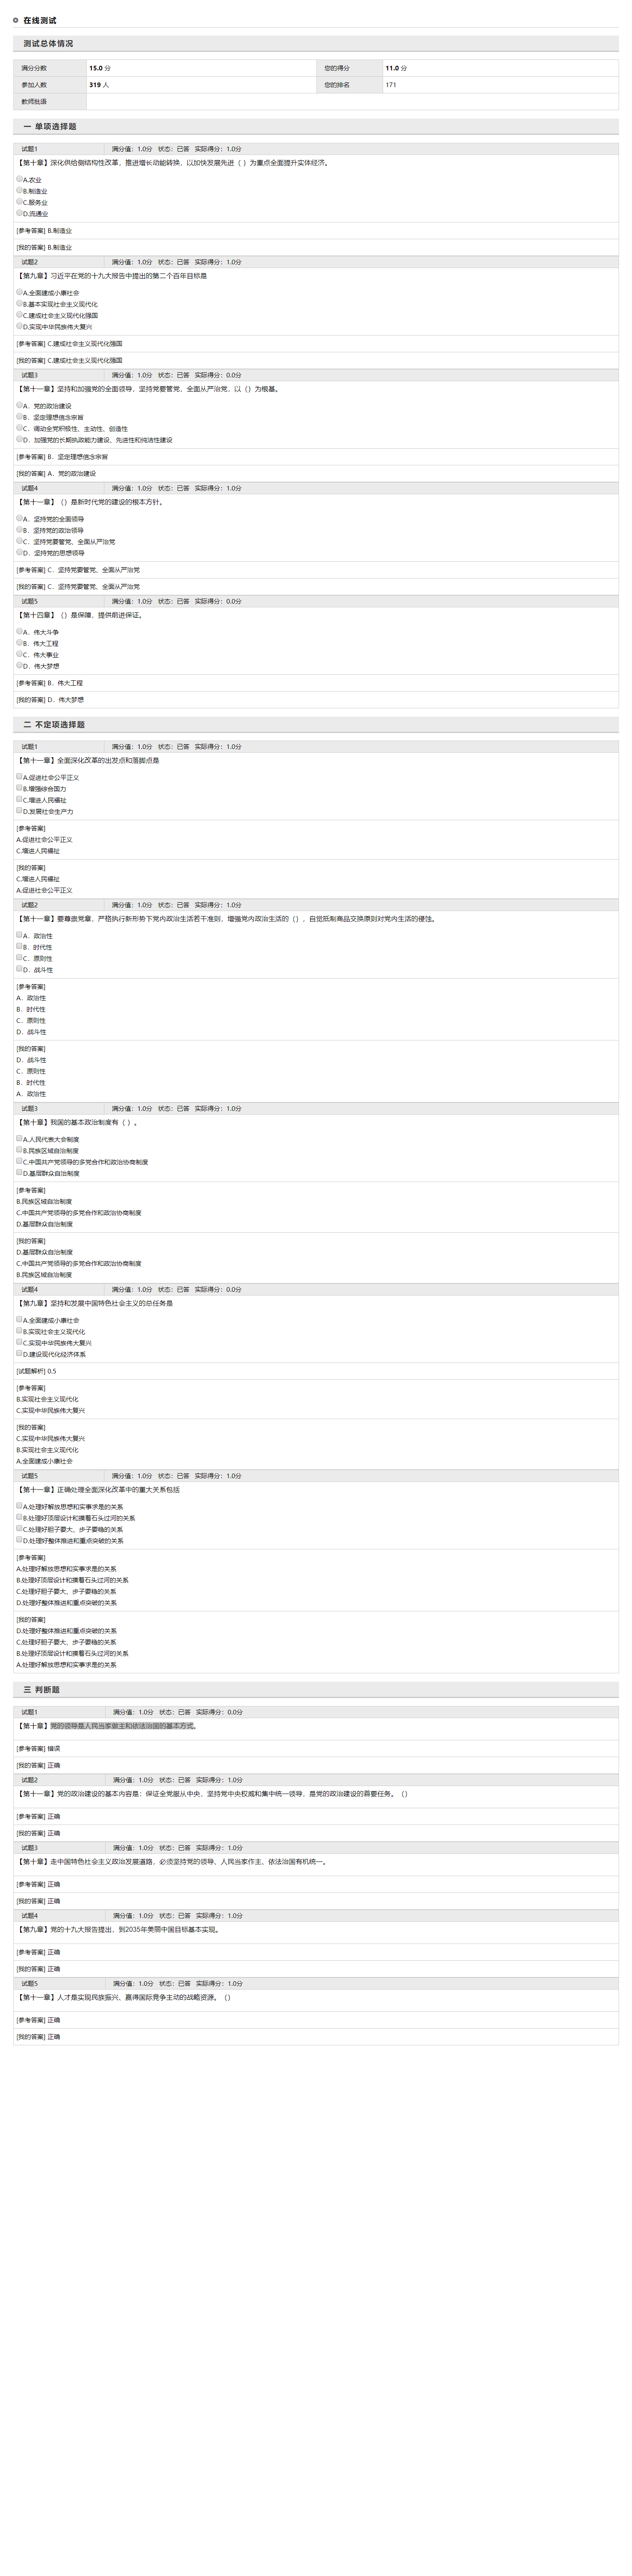 在线测试
测试总体情况
满分分数 15.0 分 您的得分 11.0 分
参加人数 319 人 您的排名 171
教师批语
一 单项选择题
试题1 满分值：1.0分 状态：已答 实际得分：1.0分
【第十章】深化供给侧结构性改革，推进增长动能转换，以加快发展先进（ ）为重点全面提升实体经济。
A.农业
B.制造业
C.服务业
D.流通业
[参考答案] B.制造业
[我的答案] B.制造业
试题2 满分值：1.0分 状态：已答 实际得分：1.0分
【第九章】习近平在党的十九大报告中提出的第二个百年目标是
A.全面建成小康社会
B.基本实现社会主义现代化
C.建成社会主义现代化强国
D.实现中华民族伟大复兴
[参考答案] C.建成社会主义现代化强国
[我的答案] C.建成社会主义现代化强国
试题3 满分值：1.0分 状态：已答 实际得分：0.0分
【第十一章】坚持和加强党的全面领导，坚持党要管党，全面从严治党，以（）为根基。
A．党的政治建设
B．坚定理想信念宗旨
C．调动全党积极性、主动性、创造性
D．加强党的长期执政能力建设、先进性和纯洁性建设
[参考答案] B．坚定理想信念宗旨
[我的答案] A．党的政治建设
试题4 满分值：1.0分 状态：已答 实际得分：1.0分
【第十一章】（）是新时代党的建设的根本方针。
A．坚持党的全面领导
B．坚持党的政治领导
C．坚持党要管党、全面从严治党
D．坚持党的思想领导
[参考答案] C．坚持党要管党、全面从严治党
[我的答案] C．坚持党要管党、全面从严治党
试题5 满分值：1.0分 状态：已答 实际得分：0.0分
【第十四章】（）是保障，提供前进保证。
A．伟大斗争
B．伟大工程
C．伟大事业
D．伟大梦想
[参考答案] B．伟大工程
[我的答案] D．伟大梦想
二 不定项选择题
试题1 满分值：1.0分 状态：已答 实际得分：1.0分
【第十一章】全面深化改革的出发点和落脚点是
A.促进社会公平正义
B.增强综合国力
C.增进人民福祉
D.发展社会生产力
[参考答案]
A.促进社会公平正义
C.增进人民福祉
[我的答案]
C.增进人民福祉
A.促进社会公平正义
试题2 满分值：1.0分 状态：已答 实际得分：1.0分
【第十一章】要尊崇党章，严格执行新形势下党内政治生活若干准则，增强党内政治生活的（），自觉抵制商品交换原则对党内生活的侵蚀。
A．政治性
B．时代性
C．原则性
D．战斗性
[参考答案]
A．政治性
B．时代性
C．原则性
D．战斗性
[我的答案]
D．战斗性
C．原则性
B．时代性
A．政治性
试题3 满分值：1.0分 状态：已答 实际得分：1.0分
【第十章】我国的基本政治制度有（ ）。
A.人民代表大会制度
B.民族区域自治制度
C.中国共产党领导的多党合作和政治协商制度
D.基层群众自治制度
[参考答案]
B.民族区域自治制度
C.中国共产党领导的多党合作和政治协商制度
D.基层群众自治制度
[我的答案]
D.基层群众自治制度
C.中国共产党领导的多党合作和政治协商制度
B.民族区域自治制度
试题4 满分值：1.0分 状态：已答 实际得分：0.0分
【第九章】坚持和发展中国特色社会主义的总任务是
A.全面建成小康社会
B.实现社会主义现代化
C.实现中华民族伟大复兴
D.建设现代化经济体系
[试题解析] 0.5
[参考答案]
B.实现社会主义现代化
C.实现中华民族伟大复兴
[我的答案]
C.实现中华民族伟大复兴
B.实现社会主义现代化
A.全面建成小康社会
试题5 满分值：1.0分 状态：已答 实际得分：1.0分
【第十一章】正确处理全面深化改革中的重大关系包括
A.处理好解放思想和实事求是的关系
B.处理好顶层设计和摸着石头过河的关系
C.处理好胆子要大、步子要稳的关系
D.处理好整体推进和重点突破的关系
[参考答案]
A.处理好解放思想和实事求是的关系
B.处理好顶层设计和摸着石头过河的关系
C.处理好胆子要大、步子要稳的关系
D.处理好整体推进和重点突破的关系
[我的答案]
D.处理好整体推进和重点突破的关系
C.处理好胆子要大、步子要稳的关系
B.处理好顶层设计和摸着石头过河的关系
A.处理好解放思想和实事求是的关系
三 判断题
试题1 满分值：1.0分 状态：已答 实际得分：0.0分
【第十章】党的领导是人民当家做主和依法治国的基本方式。
[参考答案] 错误
[我的答案] 正确
试题2 满分值：1.0分 状态：已答 实际得分：1.0分
【第十一章】党的政治建设的基本内容是：保证全党服从中央，坚持党中央权威和集中统一领导，是党的政治建设的首要任务。（）
[参考答案] 正确
[我的答案] 正确
试题3 满分值：1.0分 状态：已答 实际得分：1.0分
【第十章】走中国特色社会主义政治发展道路，必须坚持党的领导、人民当家作主、依法治国有机统一。
[参考答案] 正确
[我的答案] 正确
试题4 满分值：1.0分 状态：已答 实际得分：1.0分
【第九章】党的十九大报告提出，到2035年美丽中国目标基本实现。
[参考答案] 正确
[我的答案] 正确
试题5 满分值：1.0分 状态：已答 实际得分：1.0分
【第十一章】人才是实现民族振兴、赢得国际竞争主动的战略资源。（）
[参考答案] 正确
[我的答案] 正确